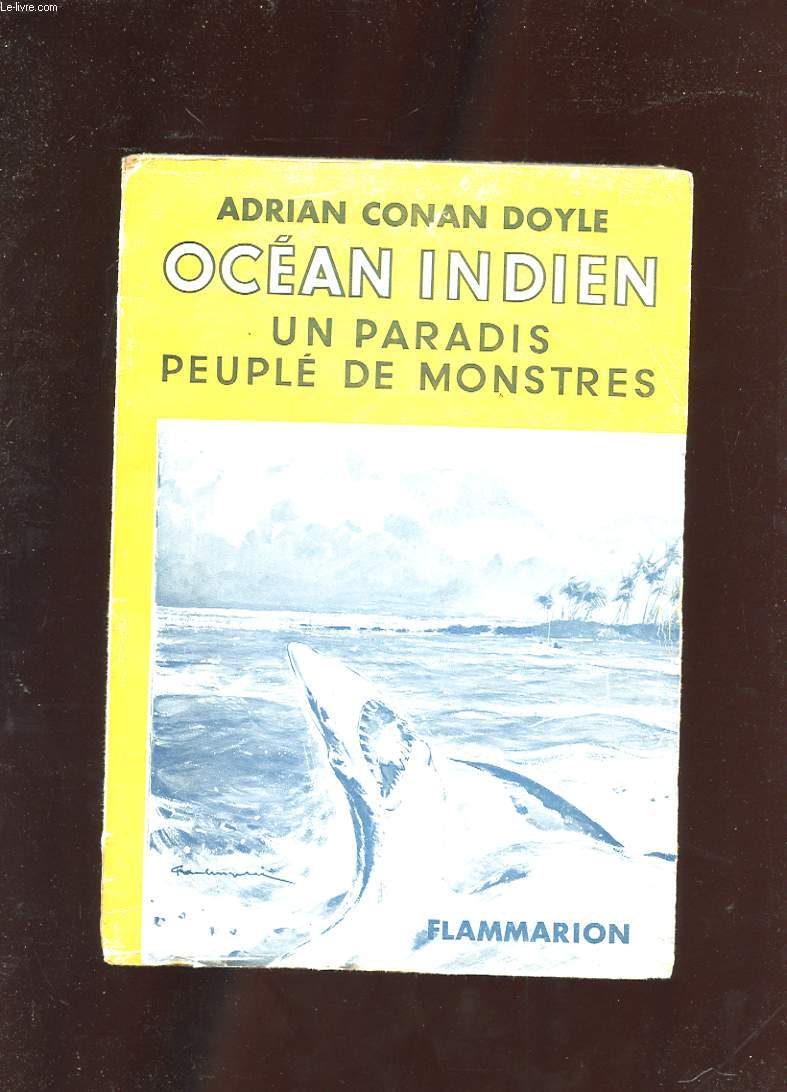 Le-livre.com
ADRIAN CONAN DOYLE
OCÉAN INDIEN
UN PARADIS
PEUPLÉ DE MONSTRES
FLAMMARION